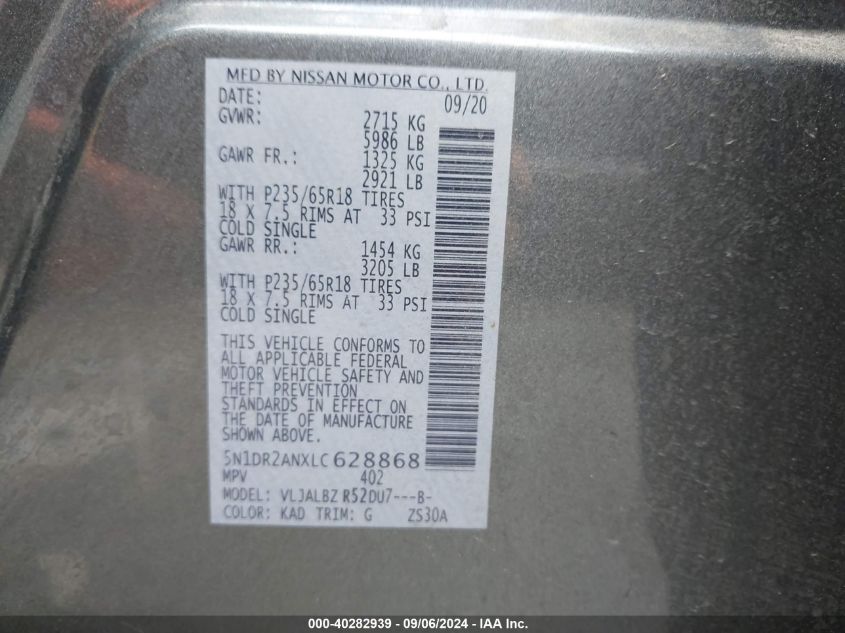 MFD BY NISSAN MOTOR CO., LTD.
DATE: 09/20
GVWR: 2715 KG
5986 LB
GAWR FR.: 1325 KG
2921 LB
WITH P235/65R18 TIRES
18 X 7.5 RIMS AT 33 PSI
COLD SINGLE
GAWR RR.: 1454 KG
3205 LB
WITH P235/65R18 TIRES
18 X 7.5 RIMS AT 33 PSI
COLD SINGLE
THIS VEHICLE CONFORMS TO
ALL APPLICABLE FEDERAL
MOTOR VEHICLE SAFETY AND
THEFT PREVENTION
STANDARDS IN EFFECT ON
THE DATE OF MANUFACTURE
SHOWN ABOVE.
5N1DR2ANXLC628868
MPV 402
MODEL: VLJALBZ R52DU7---B-
COLOR: KAD TRIM: G ZS30A
000-40282939 - 09/06/2024 - IAA Inc.